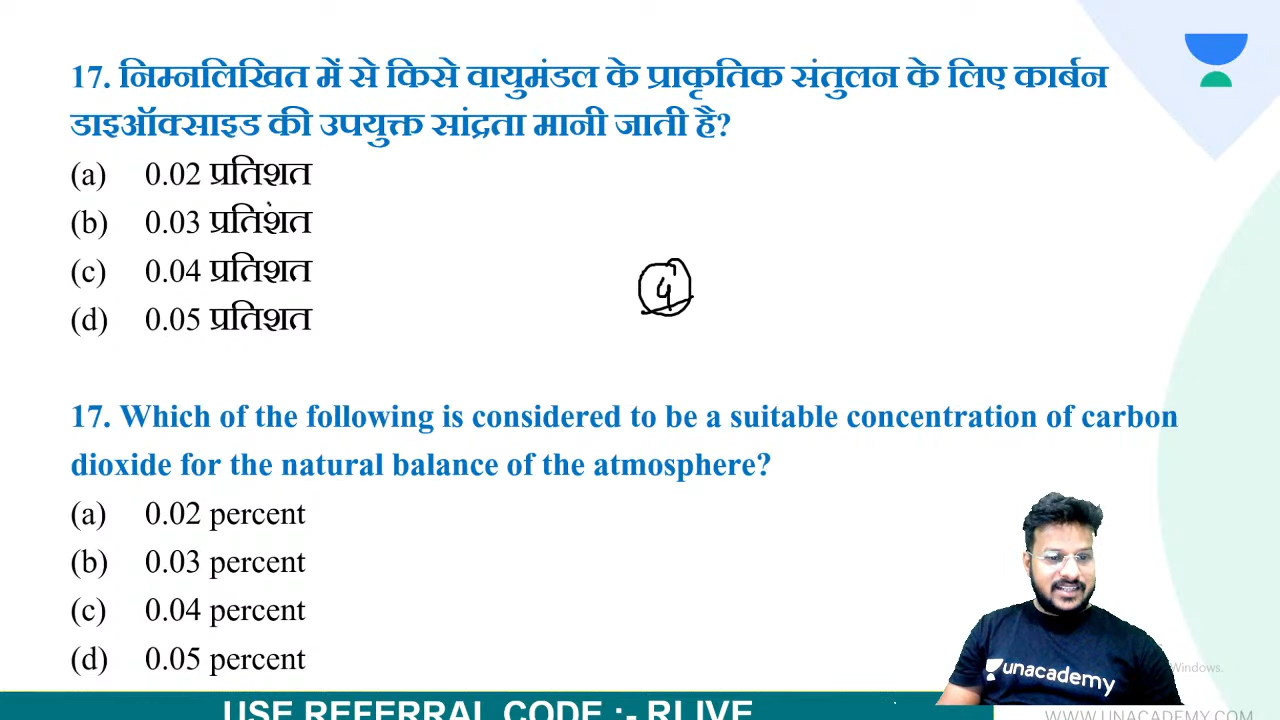 17. निम्नलिखित में से किसे वायुमंडल के प्राकृतिक संतुलन के लिए कार्बन
डाइऑक्साइड की उपयुक्त सांद्रता मानी जाती है?
(a) 0.02 प्रतिशत
(b) 0.03 प्रतिशत
(c) 0.04 प्रतिशत
(d) 0.05 प्रतिशत
17. Which of the following is considered to be a suitable concentration of carbon
dioxide for the natural balance of the atmosphere?
(a) 0.02 percent
(b) 0.03 percent
(c) 0.04 percent
(d) 0.05 percent
unacademy
Windows.
USE REFERRAL CODE :- RLIVE
WWW.UNACADEMY.COM